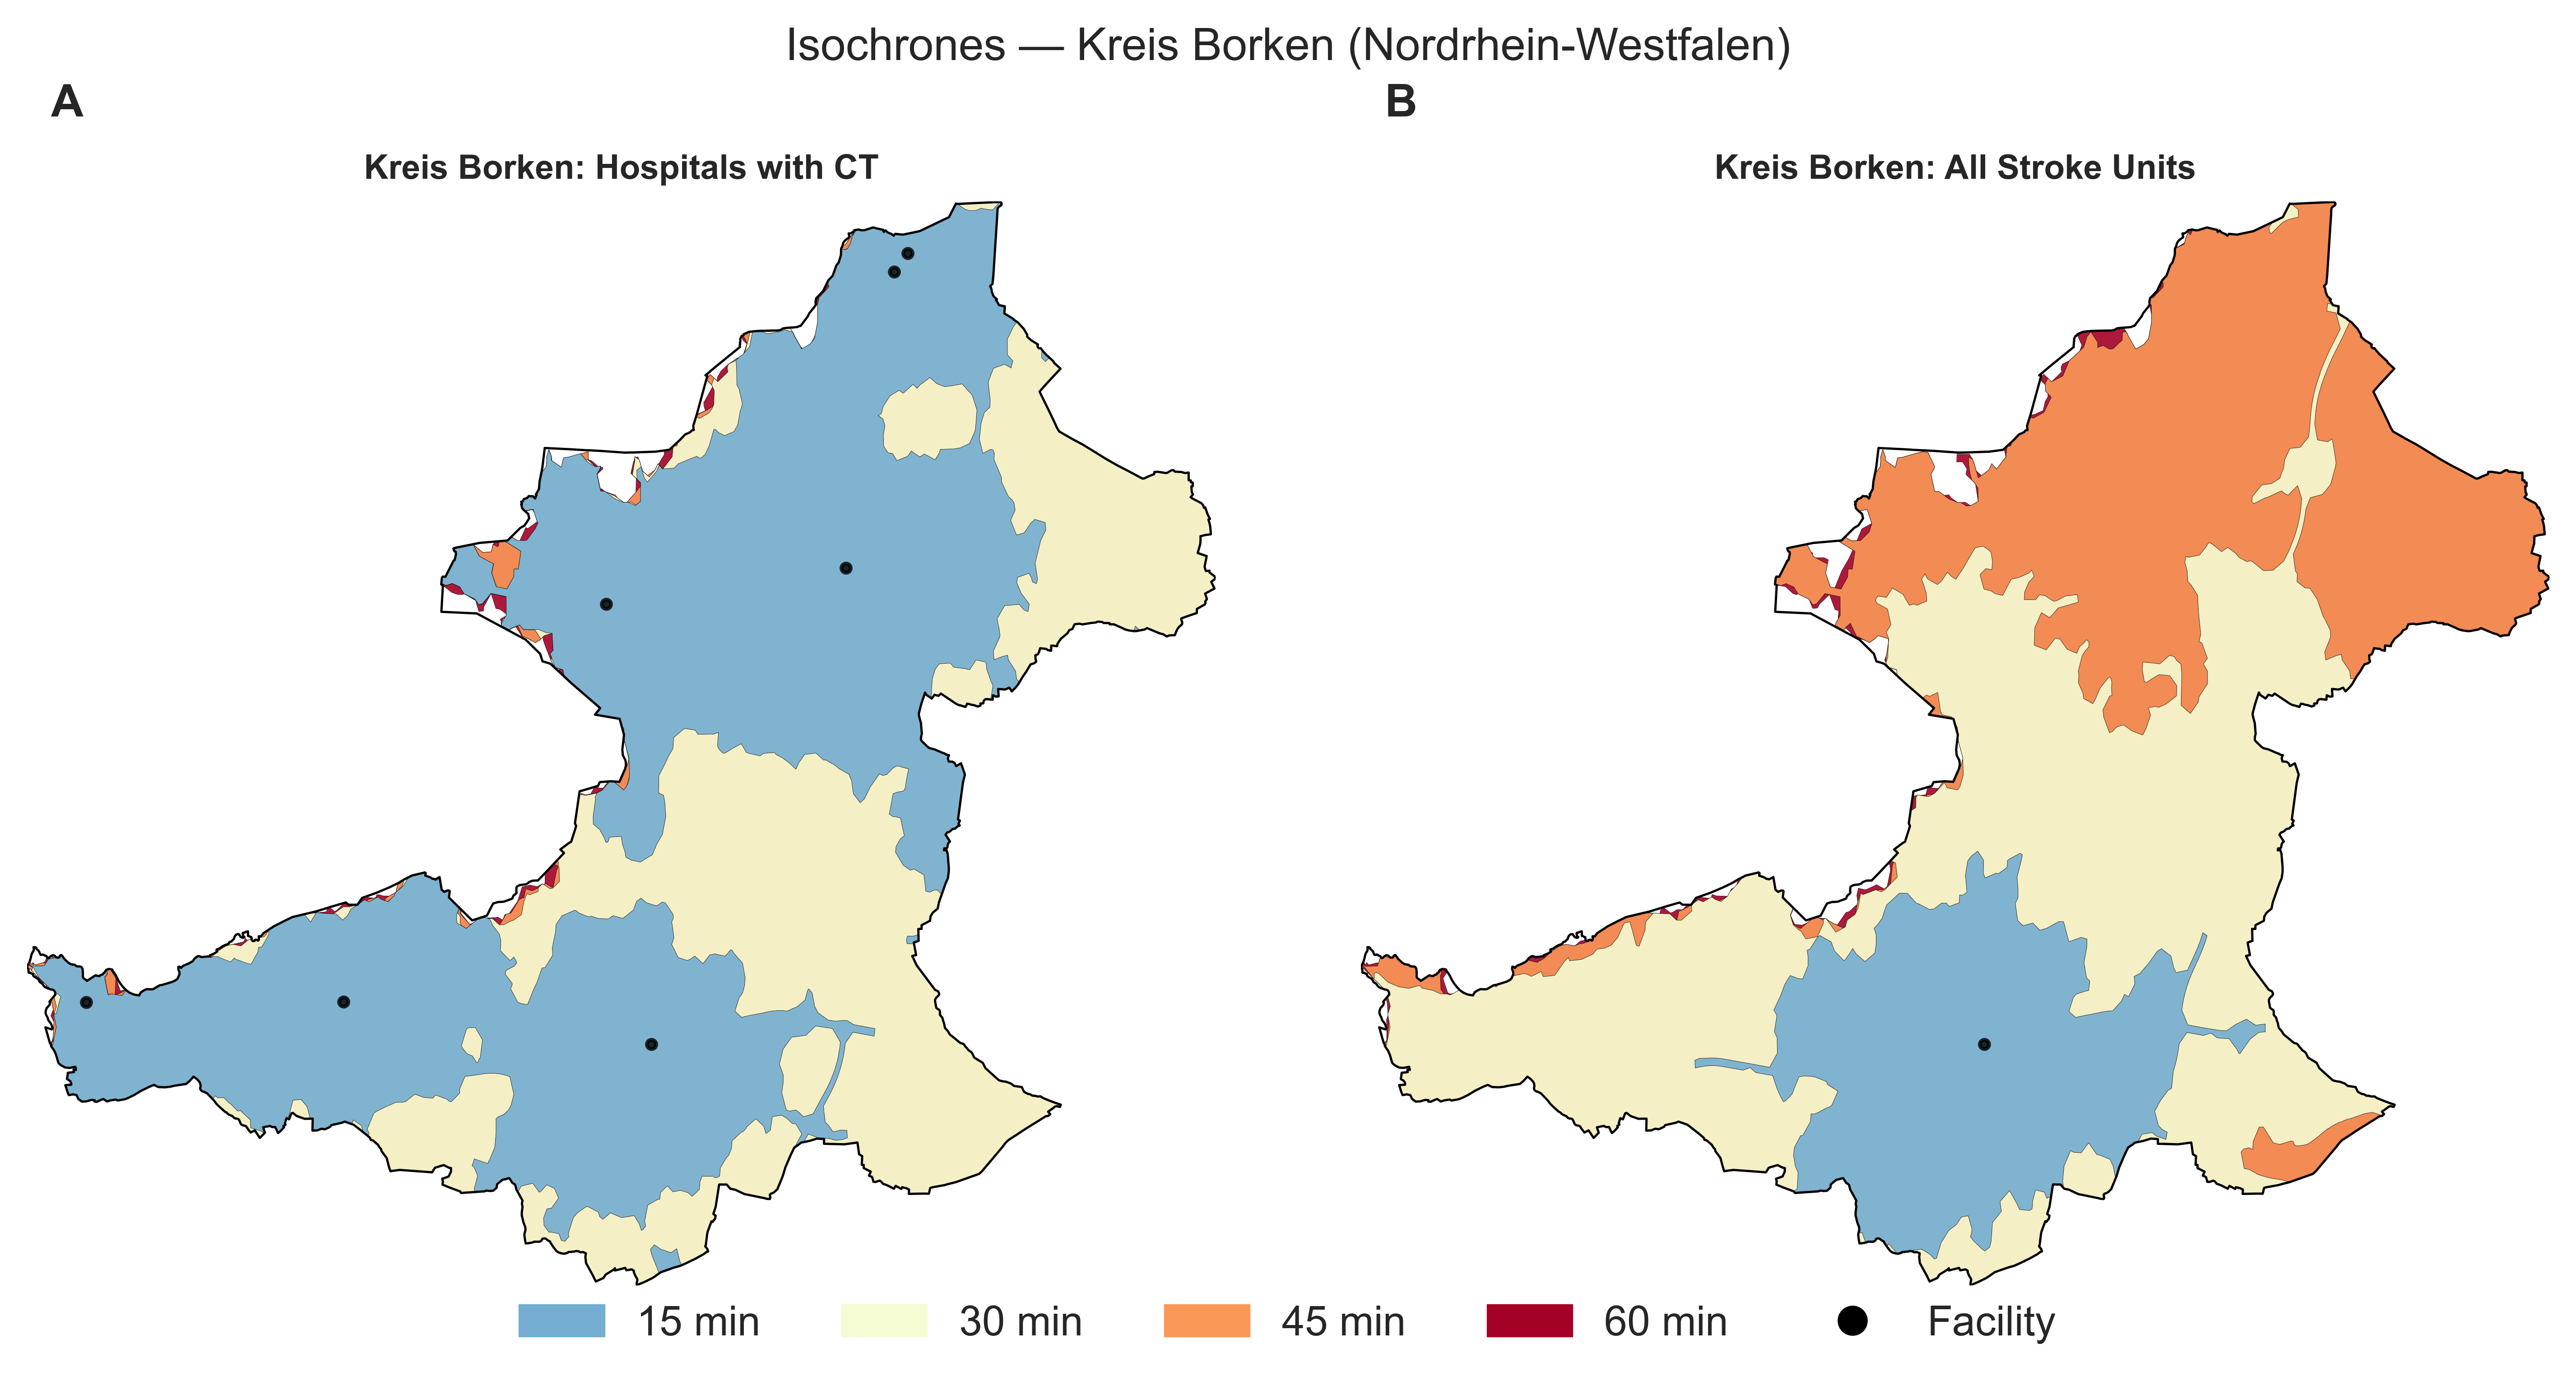 Isochrones — Kreis Borken (Nordrhein-Westfalen)
A
B
Kreis Borken: Hospitals with CT
Kreis Borken: All Stroke Units
15 min
30 min
45 min
60 min
Facility